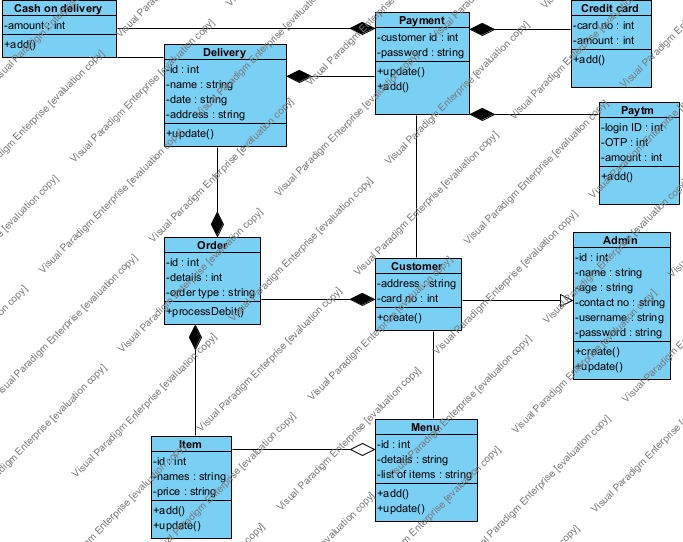 Cash on delivery
-amount : int
+add()
Payment
-customer id : int
-password : string
+update()
+add()
Credit card
-card no : int
-amount : int
+add()
Delivery
-id : int
-name : string
-date : string
-address : string
+update()
Paytm
-login ID : int
-OTP : int
-amount : int
+add()
Order
-id : int
-details : int
-order type : string
+processDebit()
Customer
-address : string
-card no : int
+create()
Admin
-id : int
-name : string
-age : string
-contact no : string
-username : string
-password : string
+create()
+update()
Item
-id : int
-names : string
-price : string
+add()
+update()
Menu
-id : int
-details : string
-list of items : string
+add()
+update()
Visual Paradigm Enterprise [evaluation copy]